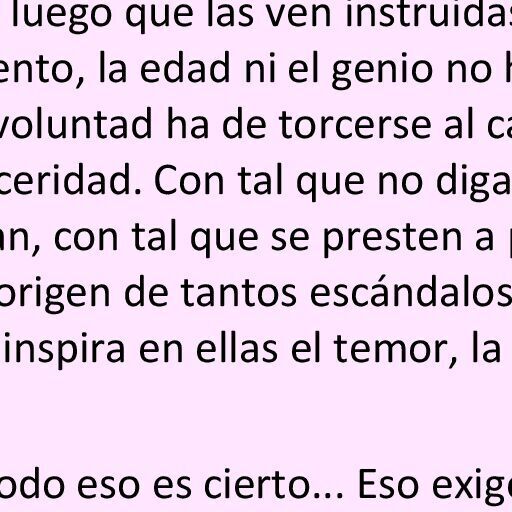 luego que las ven instruidas
ento, la edad ni el genio no h
voluntad ha de torcerse al ca
ceridad. Con tal que no diga
an, con tal que se presten a p
origen de tantos escándalos
inspira en ellas el temor, la
odo eso es cierto... Eso exige